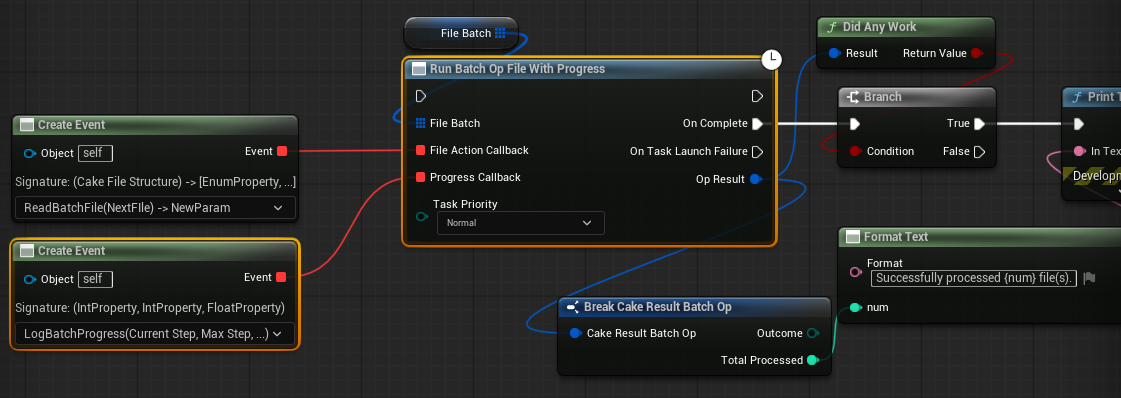 File Batch
Did Any Work
Result
Return Value
Run Batch Op File With Progress
File Batch
On Complete
File Action Callback
On Task Launch Failure
Progress Callback
Op Result
Task Priority
Normal
Branch
True
Condition
False
Print T
In Tex
Developm
Create Event
Object
self
Event
Signature: (Cake File Structure) -> [EnumProperty, ...]
ReadBatchFile(NextFIle) -> NewParam
Create Event
Object
self
Event
Signature: (IntProperty, IntProperty, FloatProperty)
LogBatchProgress(Current Step, Max Step, ...)
Format Text
Format
Successfully processed {num} file(s).
num
Break Cake Result Batch Op
Cake Result Batch Op
Outcome
Total Processed